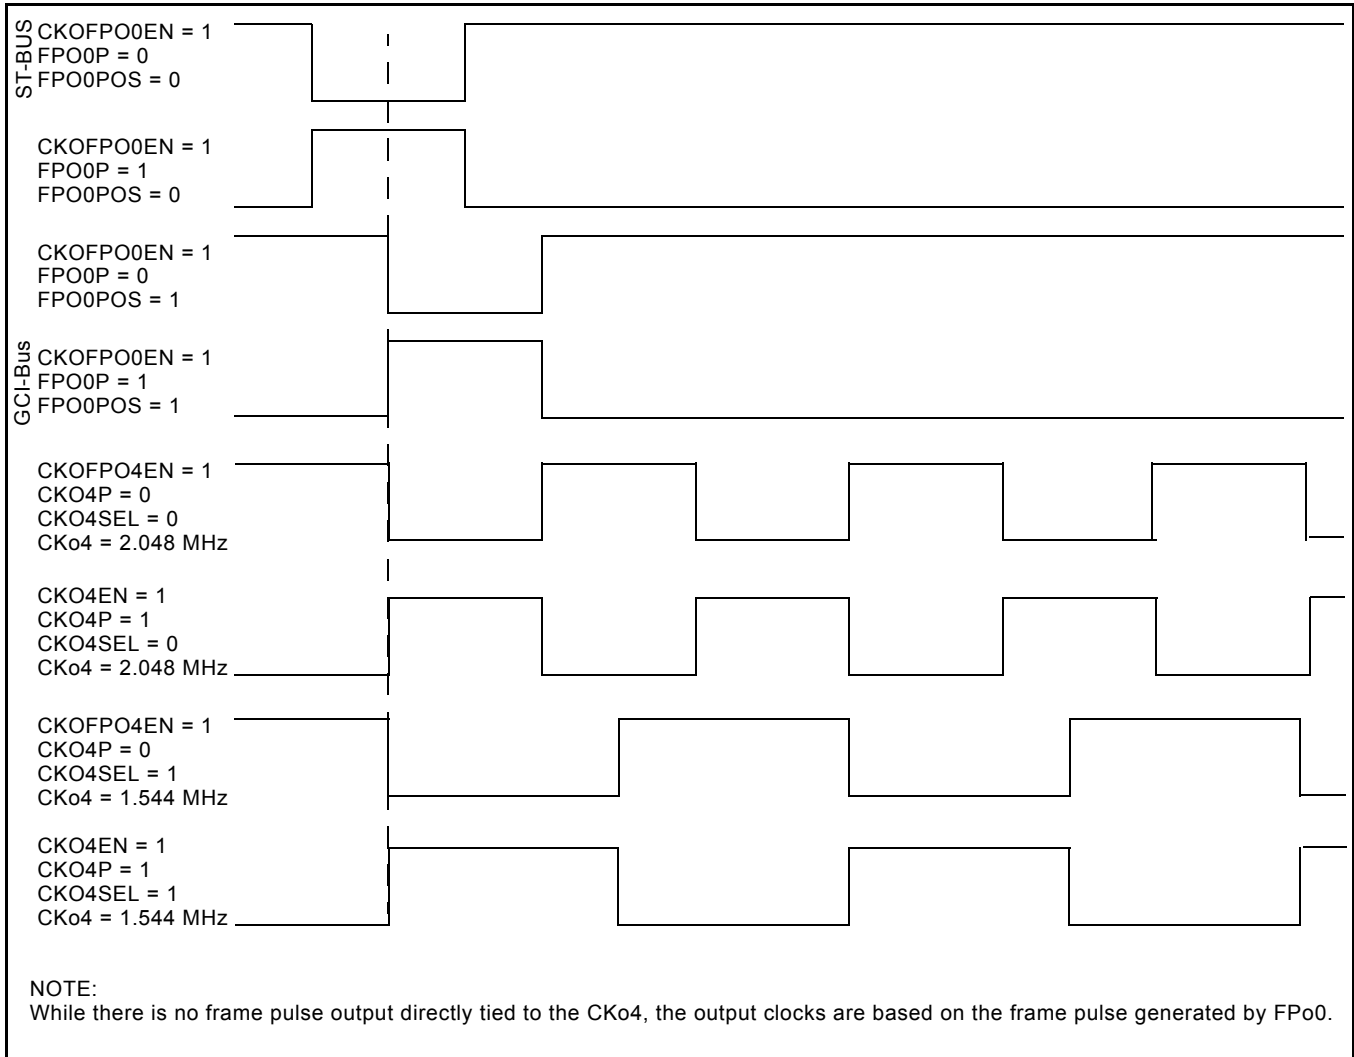 ST-BUS
CKOFPO0EN = 1
FPO0P = 0
FPO0POS = 0
CKOFPO0EN = 1
FPO0P = 1
FPO0POS = 0
CKOFPO0EN = 1
FPO0P = 0
FPO0POS = 1
GCI-Bus
CKOFPO0EN = 1
FPO0P = 1
FPO0POS = 1
CKOFPO4EN = 1
CKO4P = 0
CKO4SEL = 0
CKo4 = 2.048 MHz
CKO4EN = 1
CKO4P = 1
CKO4SEL = 0
CKo4 = 2.048 MHz
CKOFPO4EN = 1
CKO4P = 0
CKO4SEL = 1
CKo4 = 1.544 MHz
CKO4EN = 1
CKO4P = 1
CKO4SEL = 1
CKo4 = 1.544 MHz
NOTE:
While there is no frame pulse output directly tied to the CKo4, the output clocks are based on the frame pulse generated by FPo0.